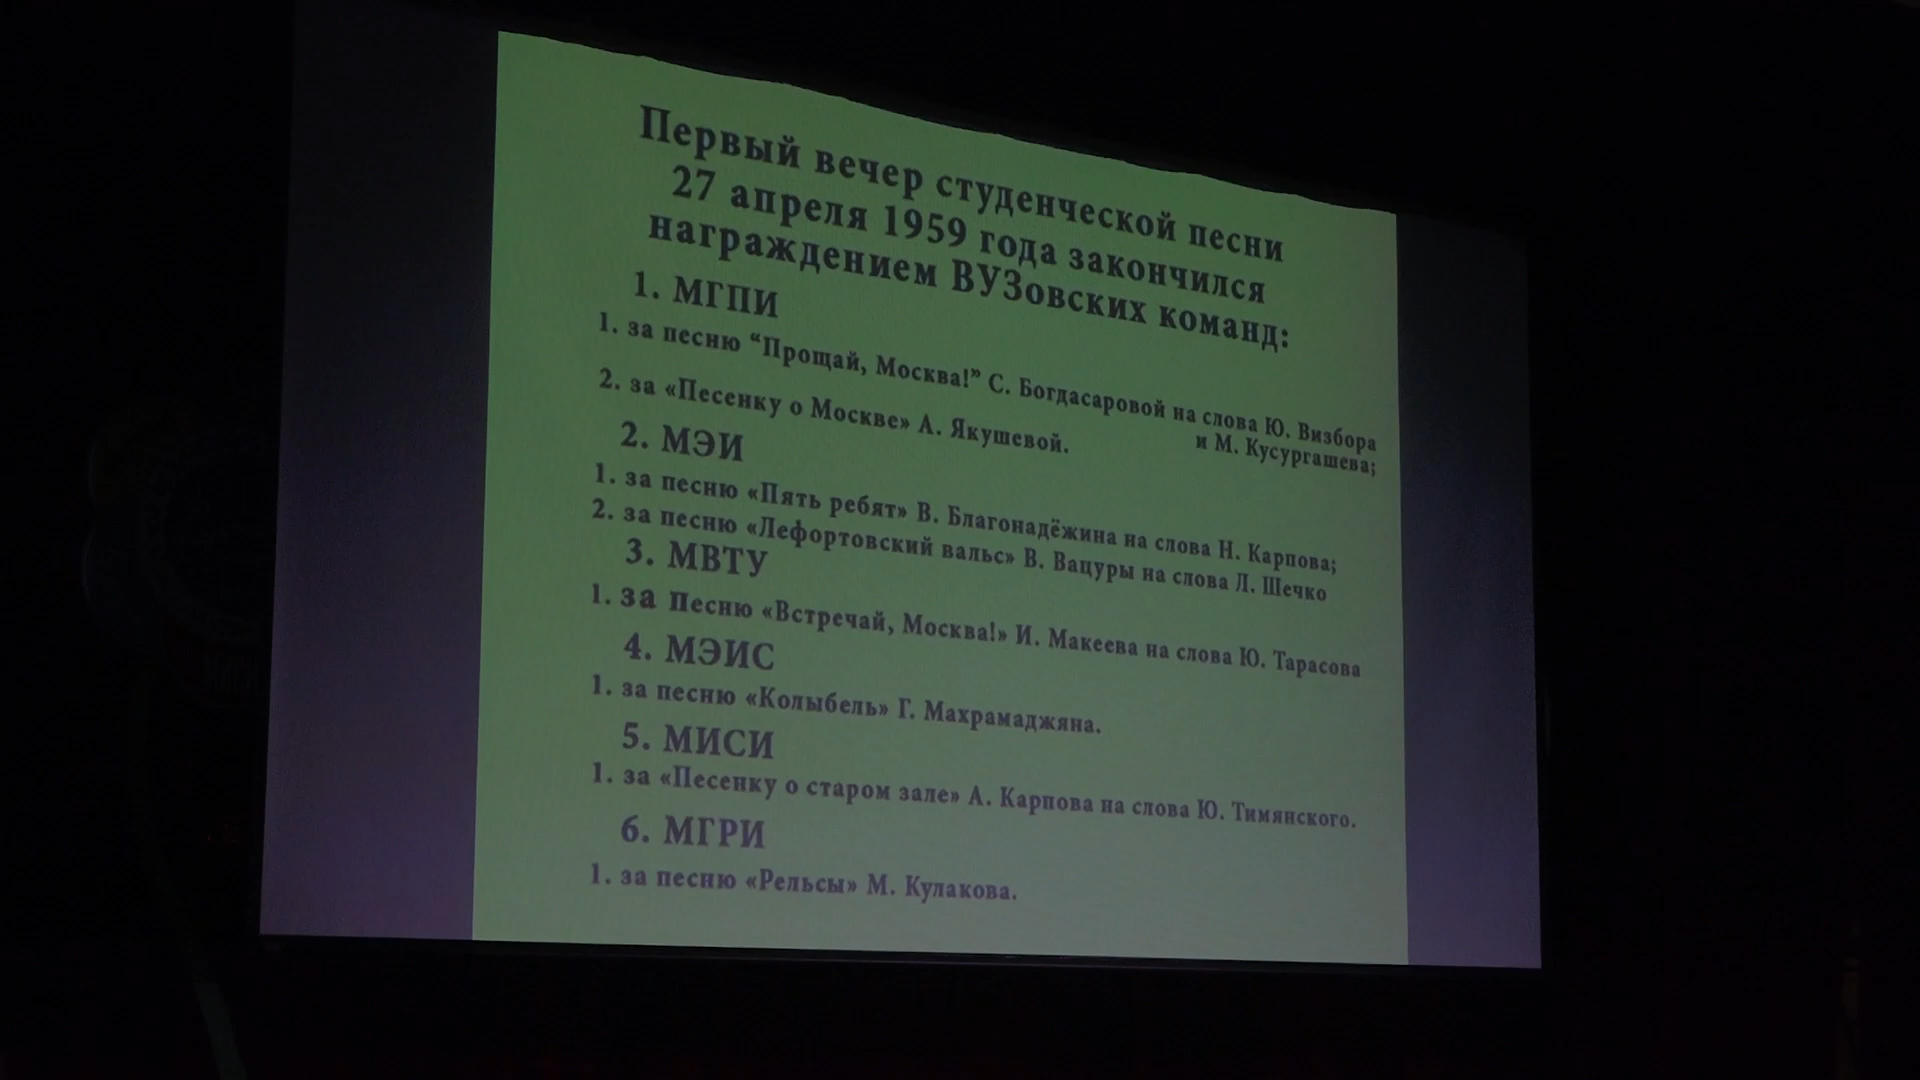 Первый вечер студенческой песни
27 апреля 1959 года закончился
награждением ВУЗовских команд:
1. МГПИ
1. за песню “Прощай, Москва!” С. Богдасаровой на слова Ю. Визбора
и М. Кусургашева;
2. за «Песенку о Москве» А. Якушевой.
2. МЭИ
1. за песню «Пять ребят» В. Благонадёжина на слова Н. Карпова;
2. за песню «Лефортовский вальс» В. Вацуры на слова Л. Шечко
3. МВТУ
1. за Песню «Встречай, Москва!» И. Макеева на слова Ю. Тарасова
4. МЭИС
1. за песню «Колыбель» Г. Махрамаджяна.
5. МИСИ
1. за «Песенку о старом зале» А. Карпова на слова Ю. Тимянского.
6. МГРИ
1. за песню «Рельсы» М. Кулакова.